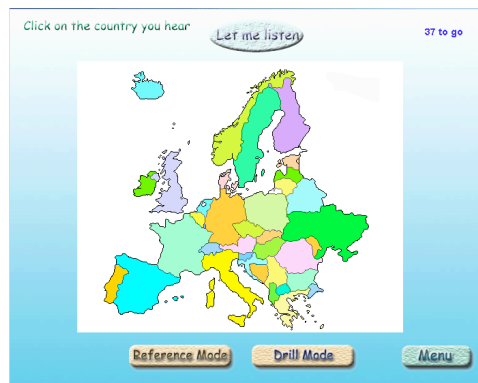 Click on the country you hear
Let me listen
37 to go
Reference Mode
Drill Mode
Menu